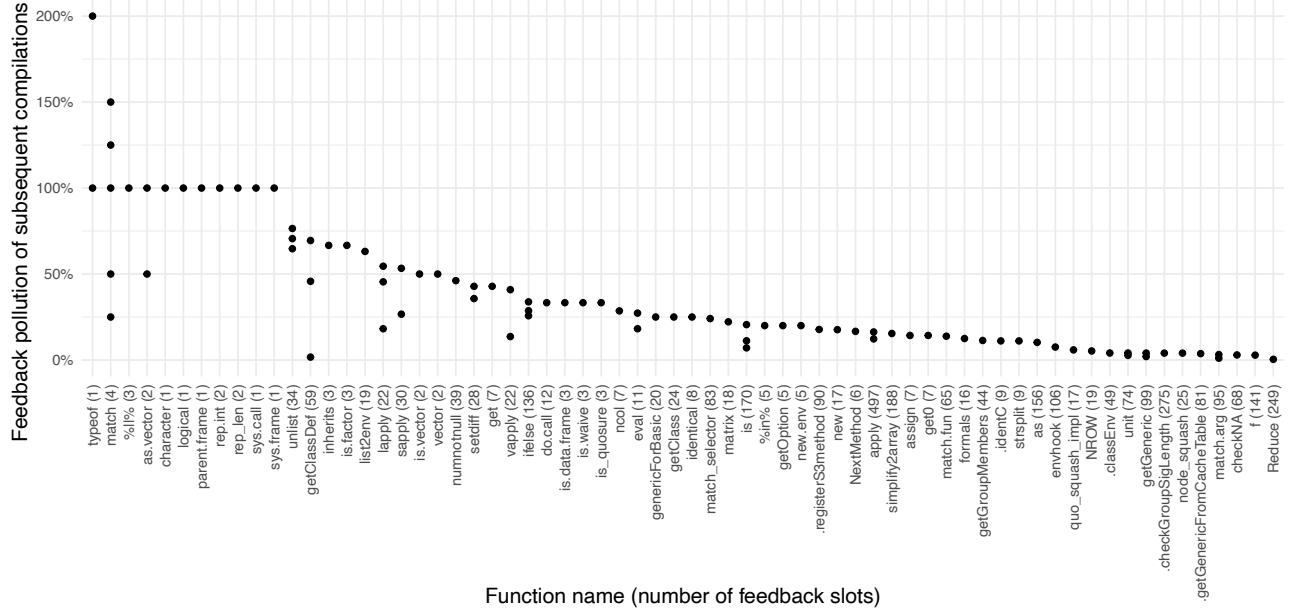 Feedback pollution of subsequent compilations
200%
150%
100%
50%
0%
typeof (1)
match (4)
%||% (3)
as.vector (2)
character (1)
logical (1)
parent.frame (1)
rep.int (2)
rep_len (2)
sys.call (1)
sys.frame (1)
unlist (34)
getClassDef (59)
inherits (3)
is.factor (3)
list2env (19)
lapply (22)
sapply (30)
is.vector (2)
vector (2)
numnotnull (39)
setdiff (28)
get (7)
vapply (22)
ifelse (136)
do.call (12)
is.data.frame (3)
is.waive (3)
is_quosure (3)
ncol (7)
eval (11)
genericForBasic (20)
getClass (24)
identical (8)
match_selector (83)
matrix (18)
is (170)
%in% (5)
getOption (5)
new.env (5)
.registerS3method (90)
new (17)
NextMethod (6)
apply (497)
simplify2array (188)
assign (7)
get0 (7)
match.fun (65)
formals (16)
getGroupMembers (44)
.identC (9)
strsplit (9)
as (156)
envhook (106)
quo_squash_impl (17)
NROW (19)
.classEnv (49)
unit (74)
getGeneric (99)
.checkGroupSigLength (275)
node_squash (25)
.getGenericFromCacheTable (81)
match.arg (95)
checkNA (68)
f (141)
Reduce (249)
Function name (number of feedback slots)